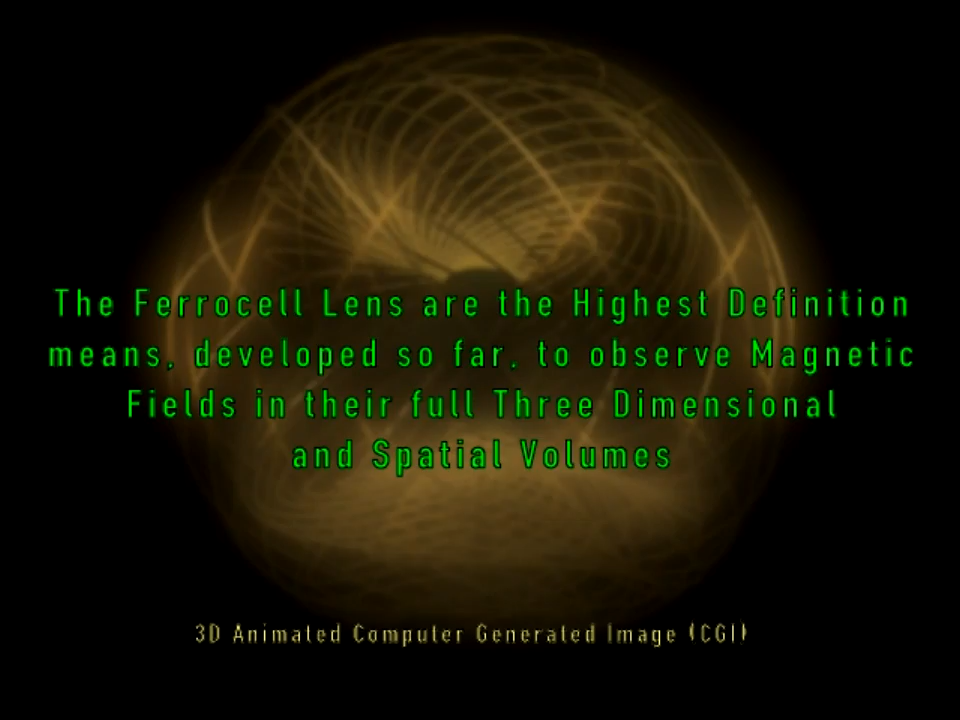 The Ferrocell Lens are the Highest Definition
means, developed so far, to observe Magnetic
Fields in their full Three Dimensional
and Spatial Volumes
3D Animated Computer Generated Image (CGI)